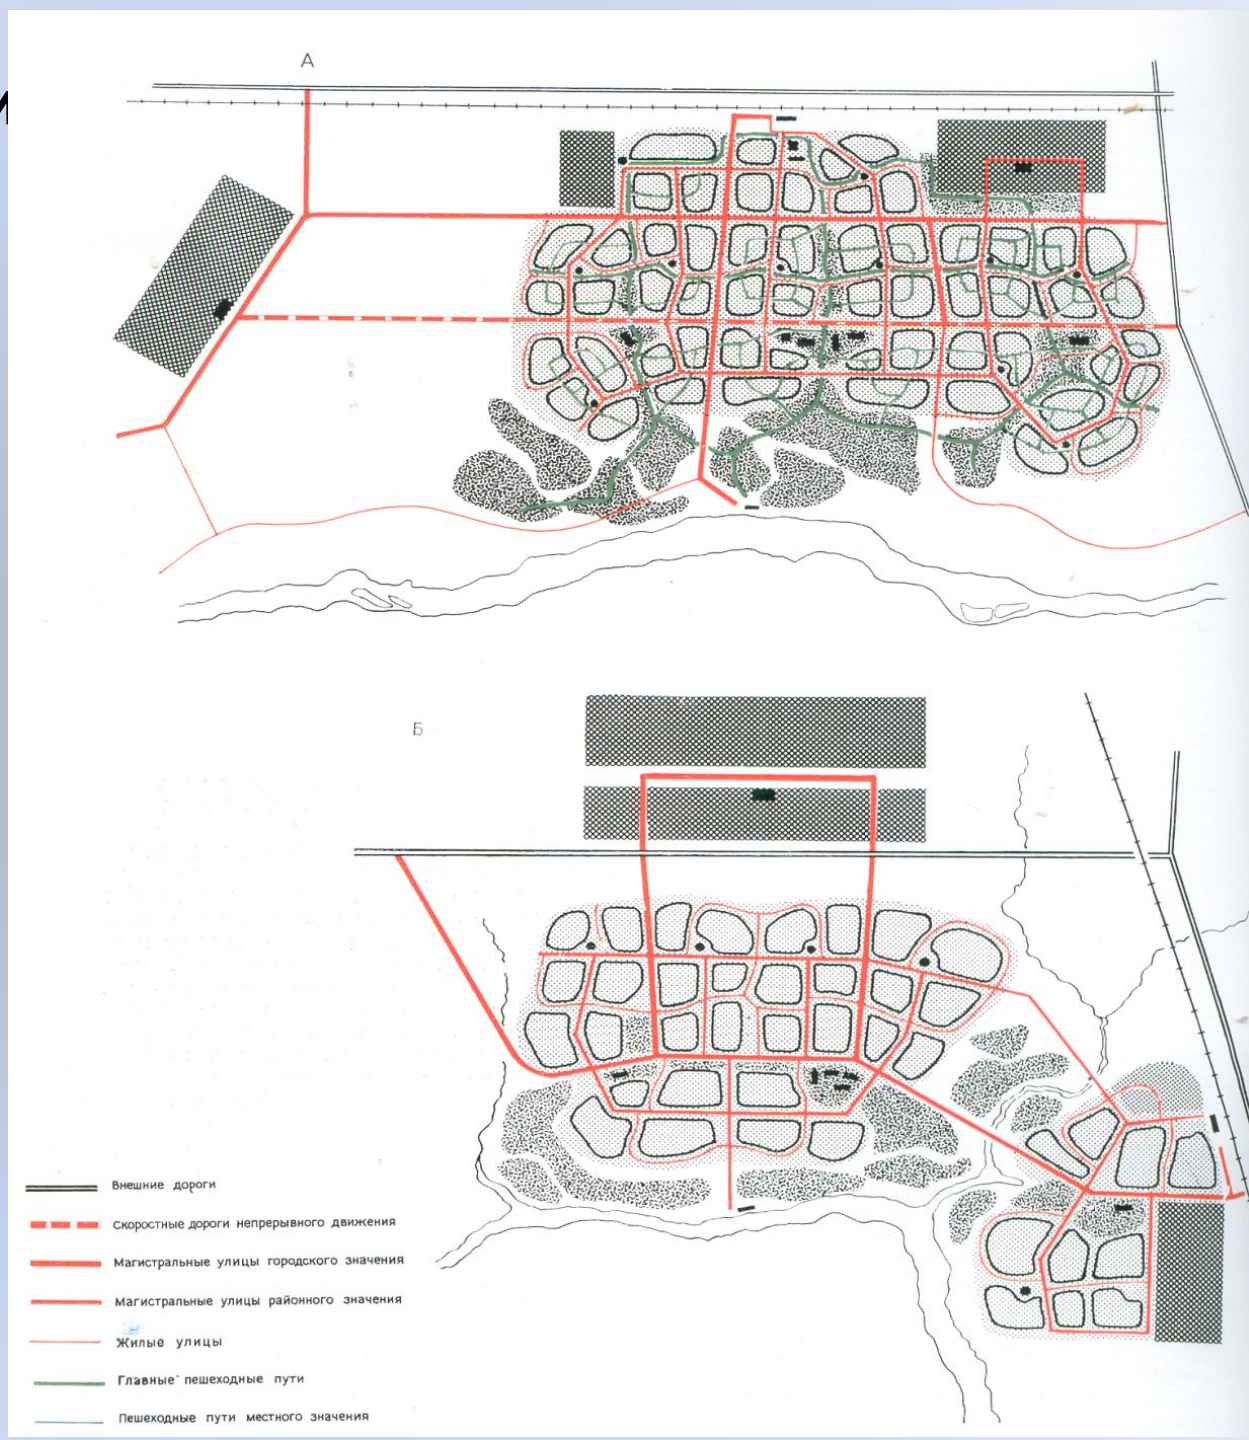 А
И
Б
Внешние дороги
Скоростные дороги непрерывного движения
Магистральные улицы городского значения
Магистральные улицы районного значения
Жилые улицы
Главные пешеходные пути
Пешеходные пути местного значения